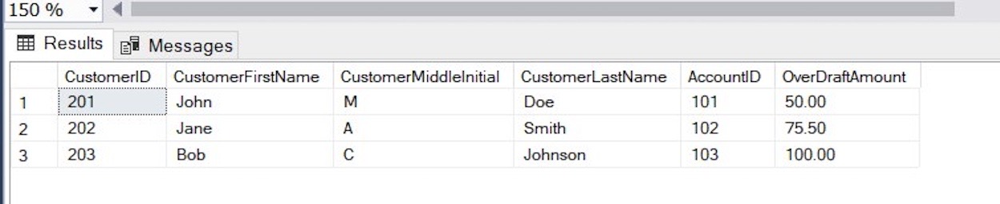 150 %
Results Messages
CustomerID CustomerFirstName CustomerMiddleInitial CustomerLastName AccountID OverDraftAmount
1 201 John M Doe 101 50.00
2 202 Jane A Smith 102 75.50
3 203 Bob C Johnson 103 100.00